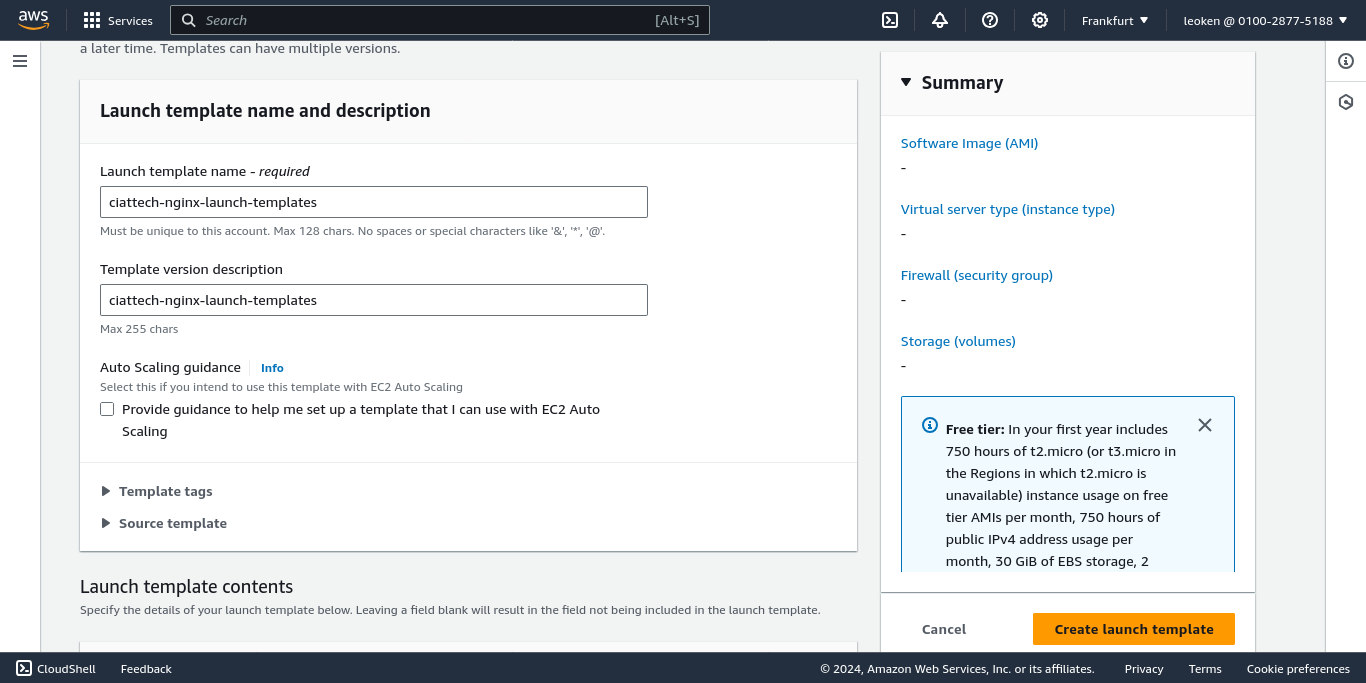 aws
Services
Search
[Alt+S]
Frankfurt
leoken @ 0100-2877-5188
a later time. Templates can have multiple versions.
Launch template name and description
Launch template name - required
ciattech-nginx-launch-templates
Must be unique to this account. Max 128 chars. No spaces or special characters like '&', '*', '@'.
Template version description
ciattech-nginx-launch-templates
Max 255 chars
Auto Scaling guidance
Info
Select this if you intend to use this template with EC2 Auto Scaling
Provide guidance to help me set up a template that I can use with EC2 Auto
Scaling
Template tags
Source template
Launch template contents
Specify the details of your launch template below. Leaving a field blank will result in the field not being included in the launch template.
Summary
Software Image (AMI)
-
Virtual server type (instance type)
-
Firewall (security group)
-
Storage (volumes)
-
Free tier: In your first year includes
750 hours of t2.micro (or t3.micro in
the Regions in which t2.micro is
unavailable) instance usage on free
tier AMIs per month, 750 hours of
public IPv4 address usage per
month, 30 GiB of EBS storage, 2
Cancel
Create launch template
CloudShell
Feedback
© 2024, Amazon Web Services, Inc. or its affiliates.
Privacy
Terms
Cookie preferences